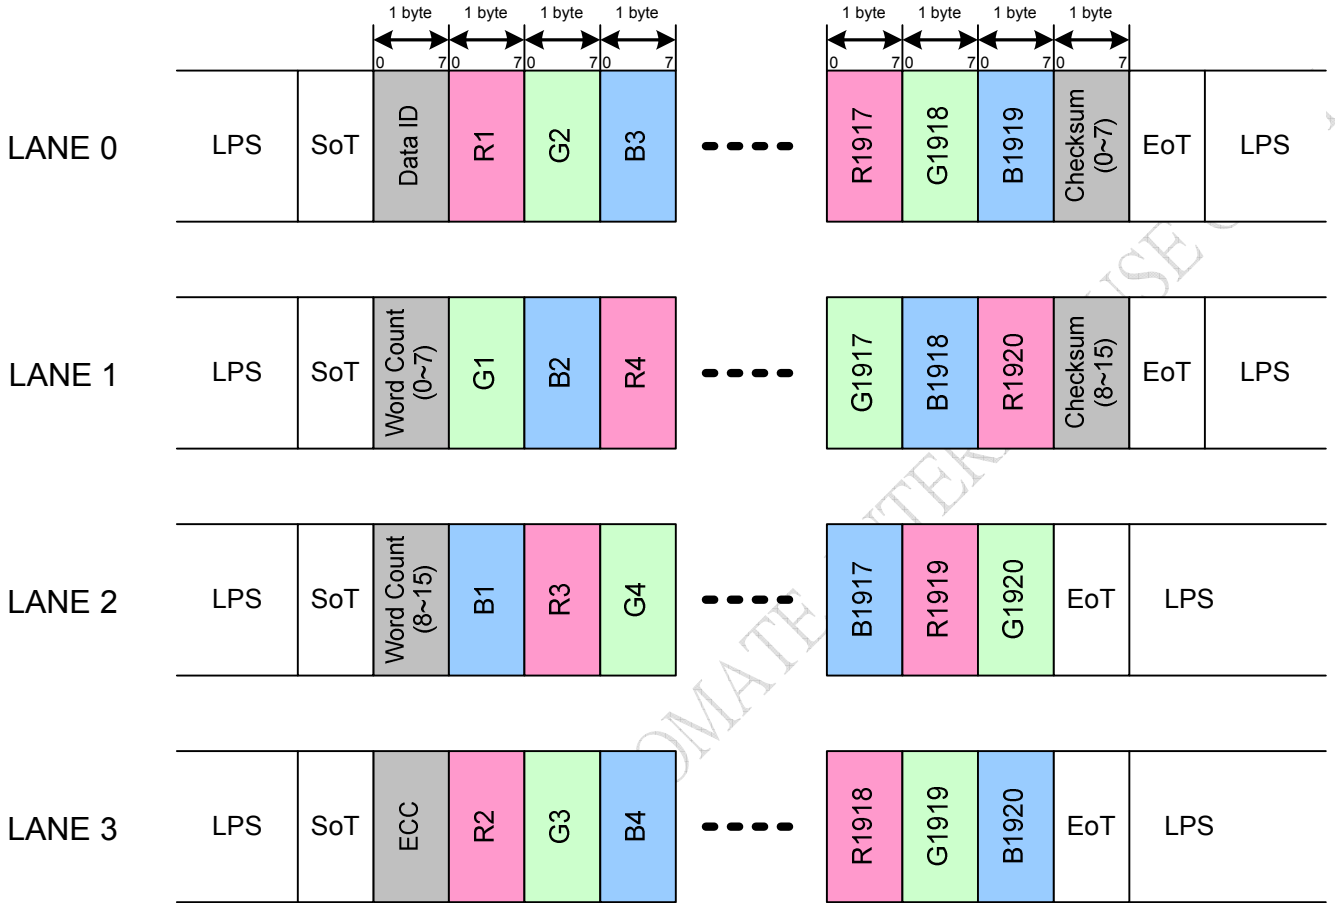 1 byte 1 byte 1 byte 1 byte 1 byte 1 byte 1 byte 1 byte
0 7 0 7 0 7 0 7 0 7 0 7 0 7 0 7
LANE 0 LPS SoT Data ID R1 G2 B3 R1917 G1918 B1919 Checksum
(0~7) EoT LPS
LANE 1 LPS SoT Word Count
(0~7) G1 B2 R4 G1917 B1918 R1920 Checksum
(8~15) EoT LPS
LANE 2 LPS SoT Word Count
(8~15) B1 R3 G4 B1917 R1919 G1920 EoT LPS
LANE 3 LPS SoT ECC R2 G3 B4 R1918 G1919 B1920 EoT LPS